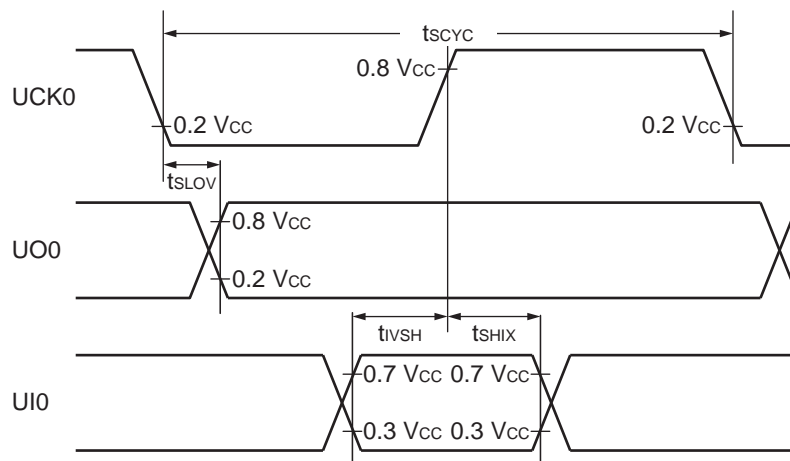 tSCYC
0.8 VCC
UCK0
0.2 VCC 0.2 VCC
tSLOV
0.8 VCC
UO0
0.2 VCC
tIVSH tSHIX
0.7 VCC 0.7 VCC
UI0
0.3 VCC 0.3 VCC